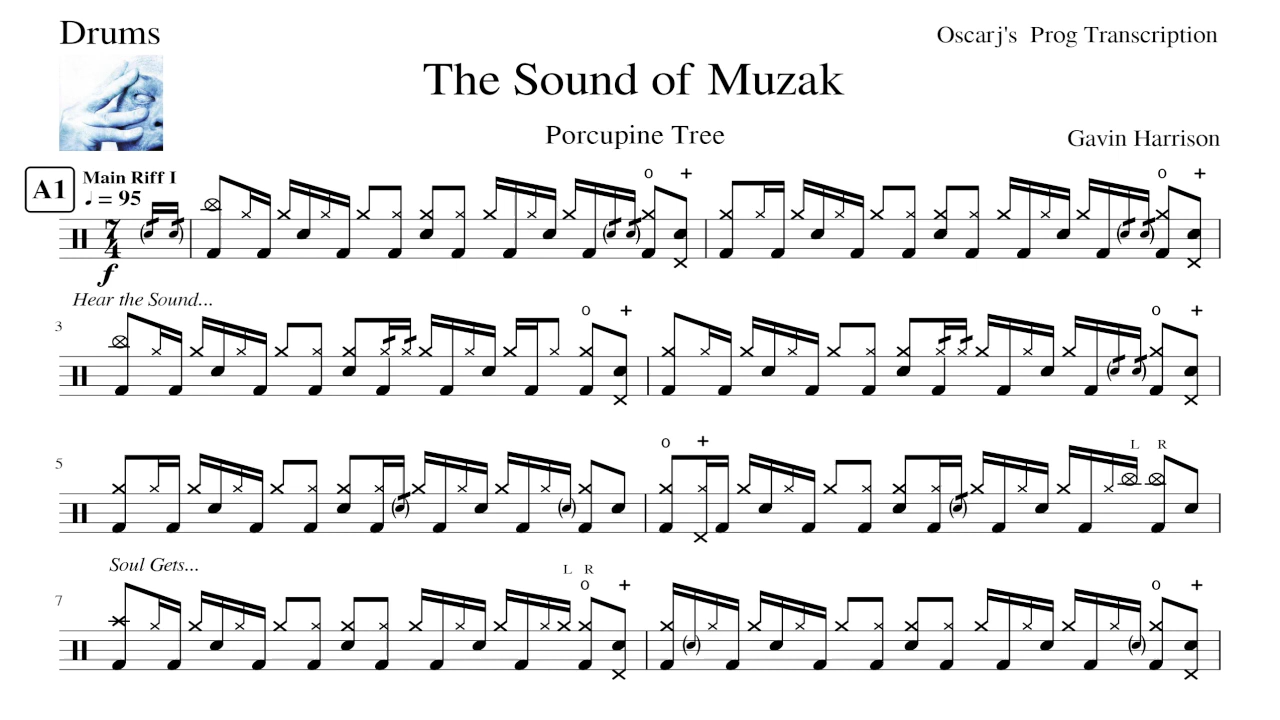 Drums
Oscarj's Prog Transcription
The Sound of Muzak
Porcupine Tree
Gavin Harrison
A1
Main Riff I
♩ = 95
o + o +
7
4
f
Hear the Sound...
3
o + o +
5
o + L R
Soul Gets...
L R
7
o + o +